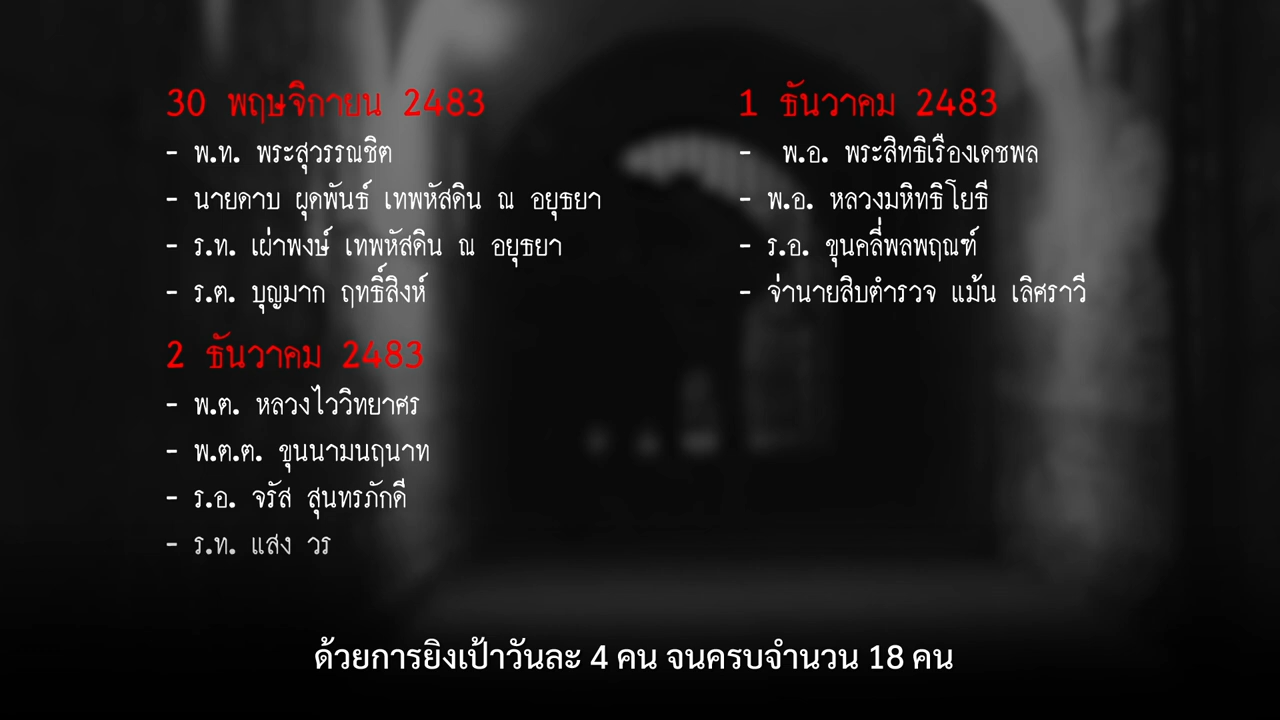 30 พฤษจิกายน 2483
- พ.ท. พระสุวรรณชิต
- นายดาบ ผุดพันธ์ เทพหัสดิน ณ อยุธยา
- ร.ท. เผ่าพงษ์ เทพหัสดิน ณ อยุธยา
- ร.ต. บุญมาก ฤทธิ์สิงห์
2 ธันวาคม 2483
- พ.ต. หลวงไววิทยาศร
- พ.ต.ต. ขุนนามนฤนาท
- ร.อ. จรัส สุนทรภักดี
- ร.ท. แสง วร
1 ธันวาคม 2483
- พ.อ. พระสิทธิเรืองเดชพล
- พ.อ. หลวงมหิทธิโยธี
- ร.อ. ขุนคลี่พลพฤณฑ์
- จ่านายสิบตำรวจ แม้น เลิศราวี
ด้วยการยิงเป้าวันละ 4 คน จนครบจำนวน 18 คน